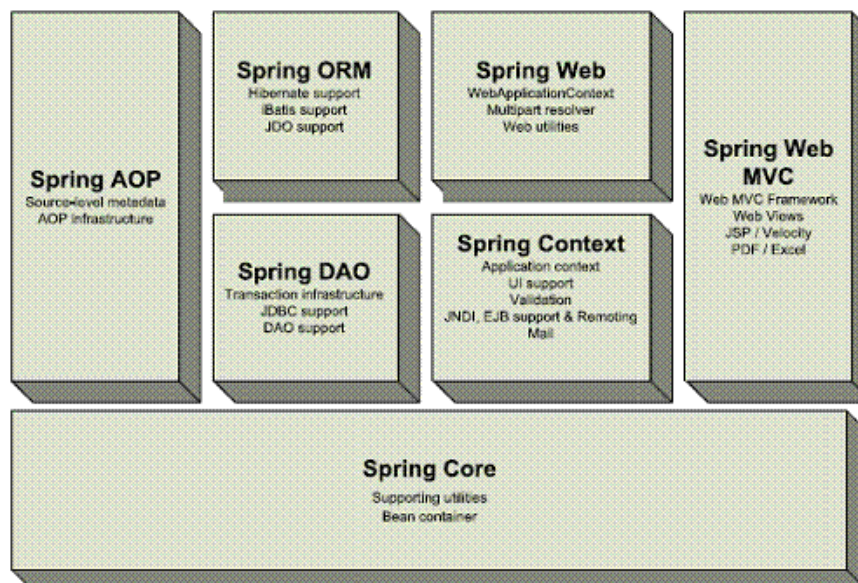 Spring AOP
Source-level metadata
AOP infrastructure
Spring ORM
Hibernate support
iBatis support
JDO support
Spring Web
WebApplicationContext
Multipart resolver
Web utilities
Spring Web
MVC
Web MVC Framework
Web Views
JSP / Velocity
PDF / Excel
Spring DAO
Transaction infrastructure
JDBC support
DAO support
Spring Context
Application context
UI support
Validation
JNDI, EJB support & Remoting
Mail
Spring Core
Supporting utilities
Bean container